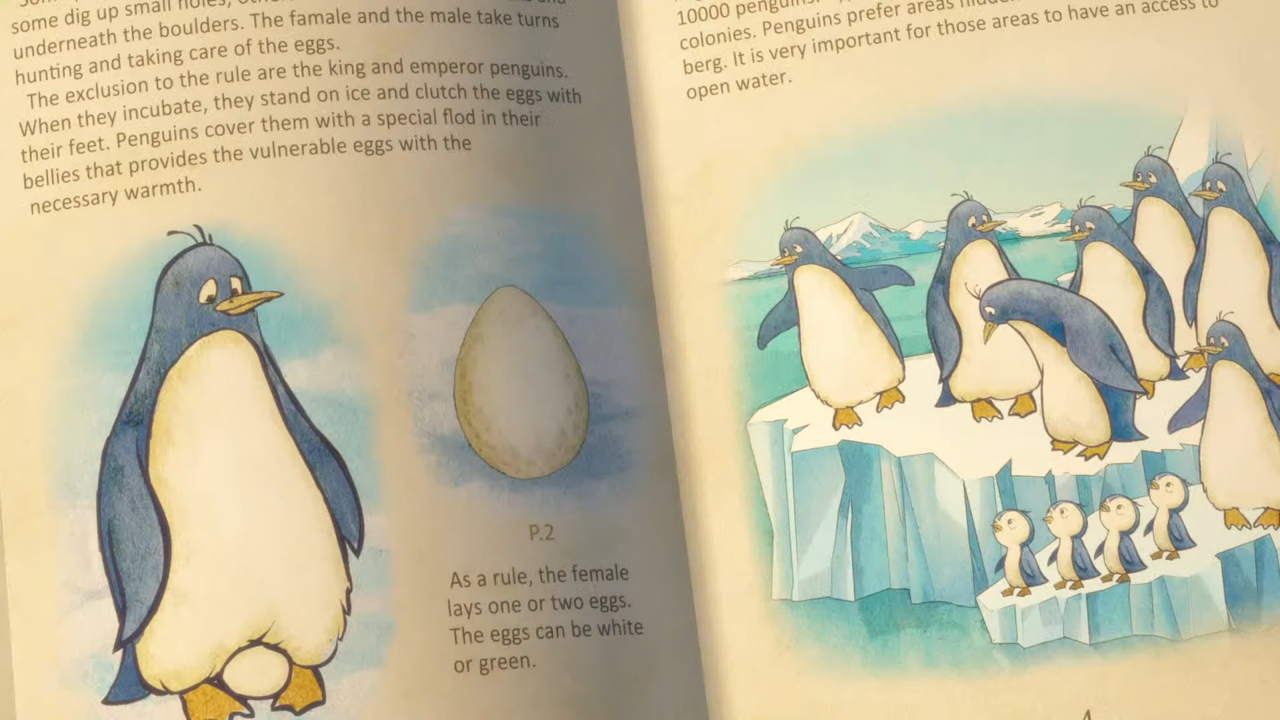 some dig up small holes,
underneath the boulders. The famale and the male take turns
hunting and taking care of the eggs.
The exclusion to the rule are the king and emperor penguins.
When they incubate, they stand on ice and clutch the eggs with
their feet. Penguins cover them with a special flod in their
bellies that provides the vulnerable eggs with the
necessary warmth.
P.2
As a rule, the female
lays one or two eggs.
The eggs can be white
or green.
10000 penguins.
colonies. Penguins prefer areas
berg. It is very important for those areas to have an access to
open water.